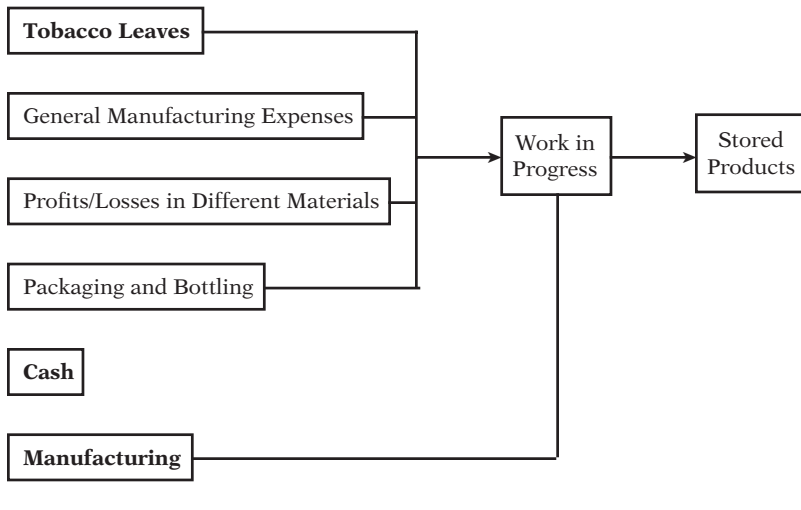 Tobacco Leaves
General Manufacturing Expenses
Profits/Losses in Different Materials
Packaging and Bottling
Cash
Manufacturing
Work in
Progress
Stored
Products